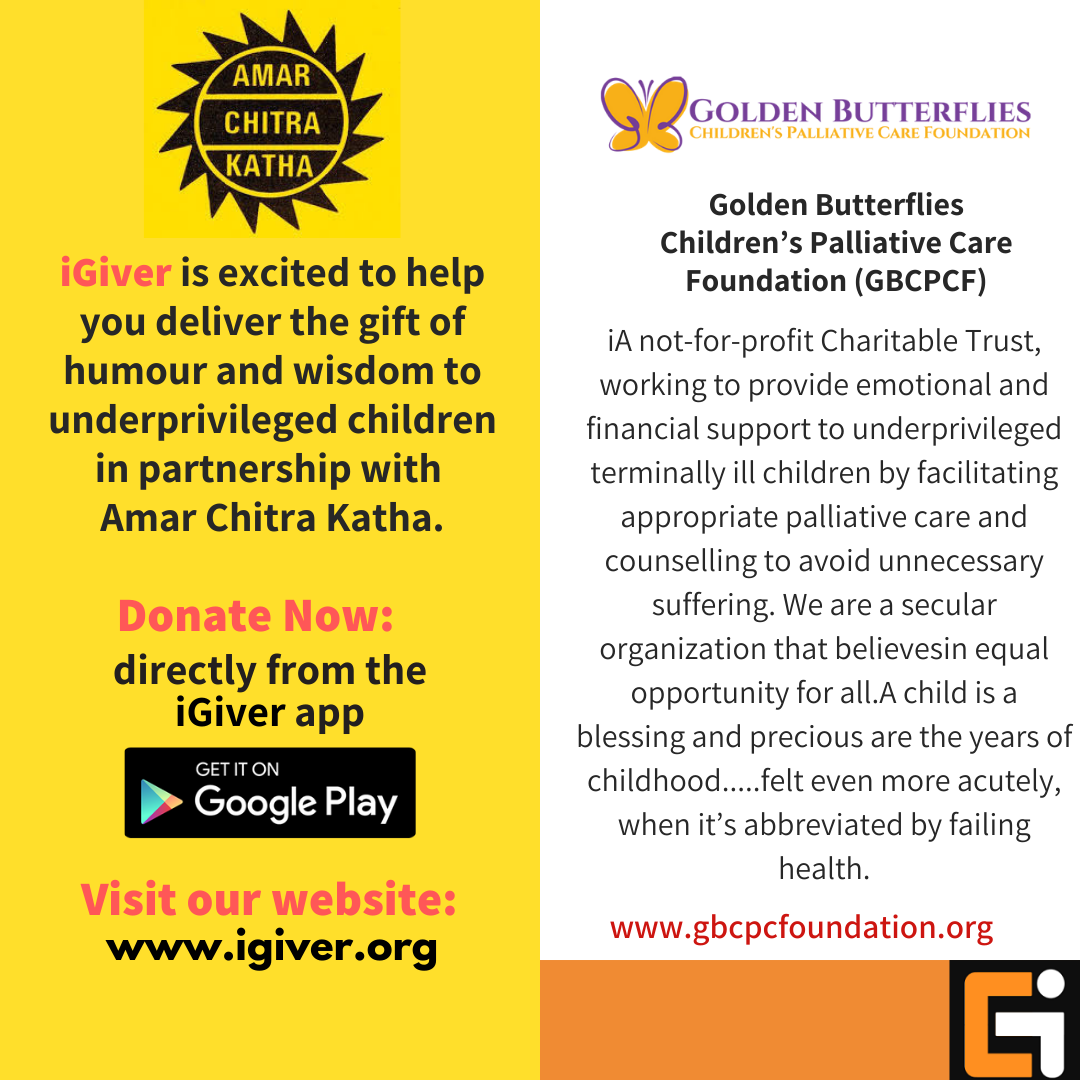 AMAR
CHITRA
KATHA
iGiver is excited to help
you deliver the gift of
humour and wisdom to
underprivileged children
in partnership with
Amar Chitra Katha.
Donate Now:
directly from the
iGiver app
GET IT ON
Google Play
Visit our website:
www.igiver.org
GOLDEN BUTTERFLIES
CHILDREN'S PALLIATIVE CARE FOUNDATION
Golden Butterflies
Children’s Palliative Care
Foundation (GBCPCF)
iA not-for-profit Charitable Trust,
working to provide emotional and
financial support to underprivileged
terminally ill children by facilitating
appropriate palliative care and
counselling to avoid unnecessary
suffering. We are a secular
organization that believesin equal
opportunity for all.A child is a
blessing and precious are the years of
childhood.....felt even more acutely,
when it’s abbreviated by failing
health.
www.gbcpcfoundation.org
Gi